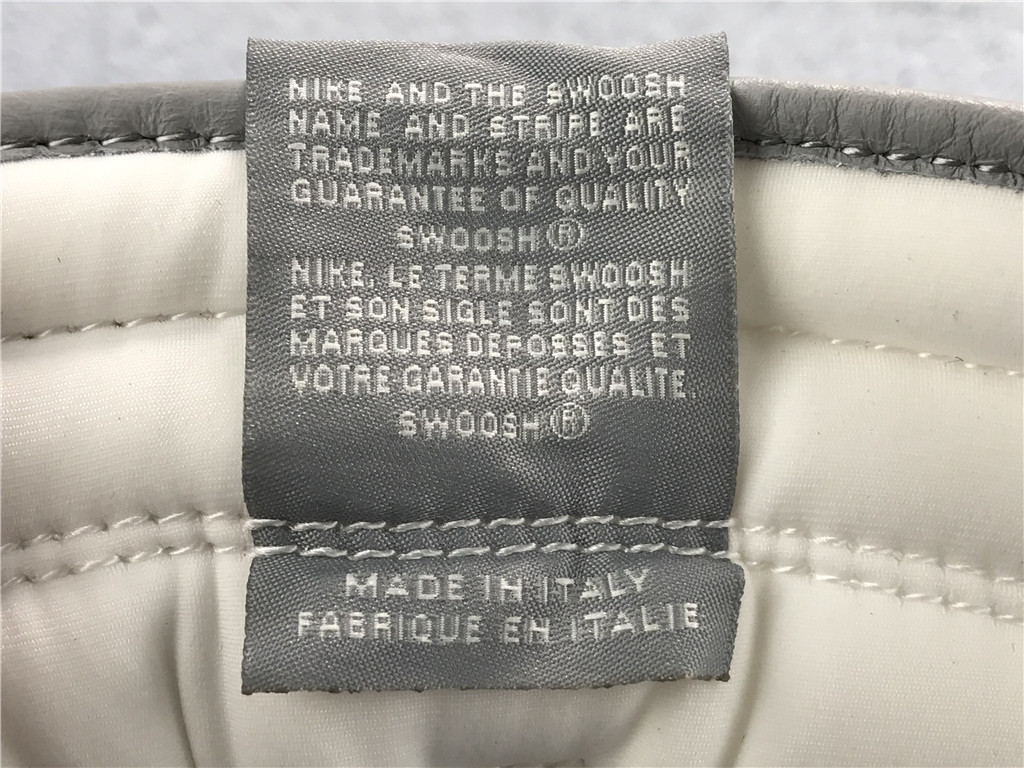 NIKE AND THE SWOOSH
NAME AND STRIPE ARE
TRADEMARKS AND YOUR
GUARANTEE OF QUALITY
SWOOSH®
NIKE, LE TERME SWOOSH
ET SON SIGLE SONT DES
MARQUES DEPOSSES ET
VOTRE GARANTIE QUALITE.
SWOOSH®
MADE IN ITALY
FABRIQUE EN ITALIE